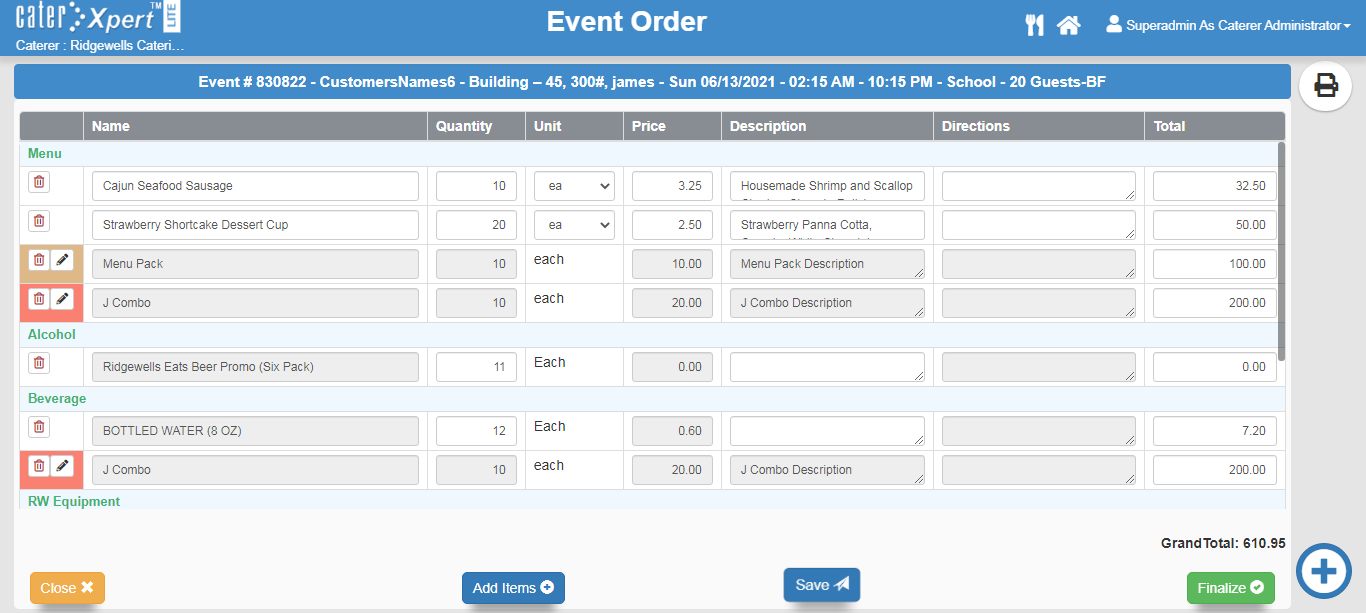 cater Xpert™ LITE
Caterer : Ridgewells Cateri…
Event Order
Superadmin As Caterer Administrator
Event # 830822 - CustomersNames6 - Building – 45, 300#, james - Sun 06/13/2021 - 02:15 AM - 10:15 PM - School - 20 Guests-BF
Name Quantity Unit Price Description Directions Total
Menu
Cajun Seafood Sausage 10 ea 3.25 Housemade Shrimp and Scallop 32.50
Strawberry Shortcake Dessert Cup 20 ea 2.50 Strawberry Panna Cotta, 50.00
Menu Pack 10 each 10.00 Menu Pack Description 100.00
J Combo 10 each 20.00 J Combo Description 200.00
Alcohol
Ridgewells Eats Beer Promo (Six Pack) 11 Each 0.00 0.00
Beverage
BOTTLED WATER (8 OZ) 12 Each 0.60 7.20
J Combo 10 each 20.00 J Combo Description 200.00
RW Equipment
GrandTotal: 610.95
Close Add Items Save Finalize